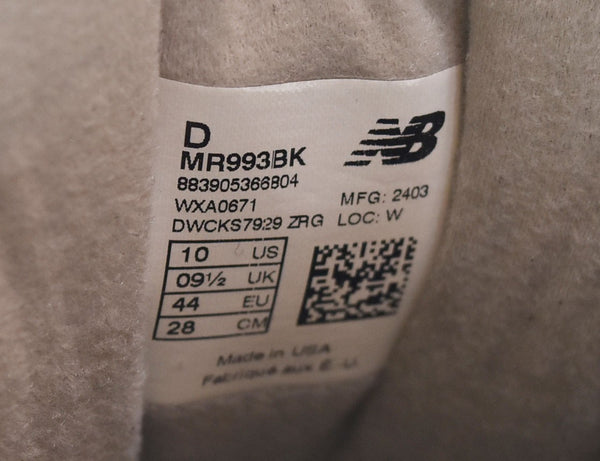 D
MR993BK
NB
883905366804
WXA0671
MFG: 2403
DWCKS7929 ZRG LOC: W
10 US
09½ UK
44 EU
28 CM
Made in USA
Fabriqué aux É.-U.